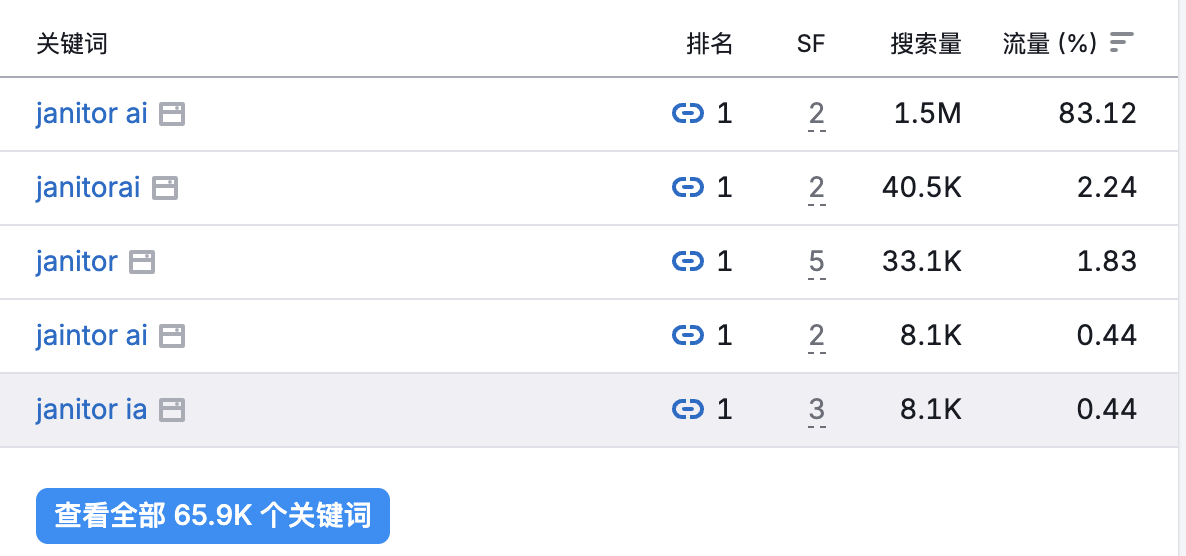 关键词 排名 SF 搜索量 流量 (%)
janitor ai 1 2 1.5M 83.12
janitorai 1 2 40.5K 2.24
janitor 1 5 33.1K 1.83
jaintor ai 1 2 8.1K 0.44
janitor ia 1 3 8.1K 0.44
查看全部 65.9K 个关键词